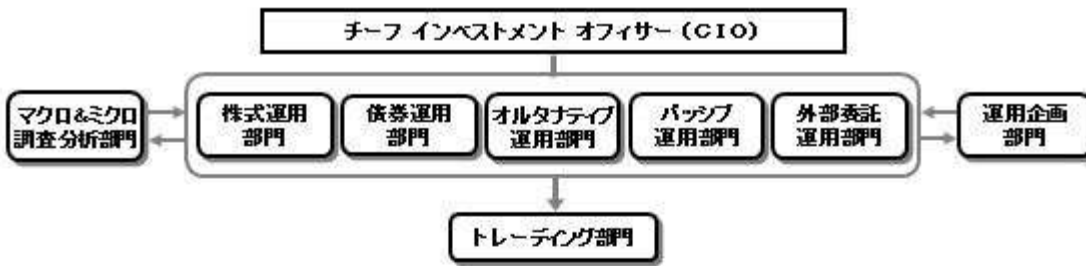 チーフ インベストメント オフィサー（CIO）
マクロ&ミクロ
調査分析部門
株式運用
部門
債券運用
部門
オルタナティブ
運用部門
パッシブ
運用部門
外部委託
運用部門
運用企画
部門
トレーディング部門